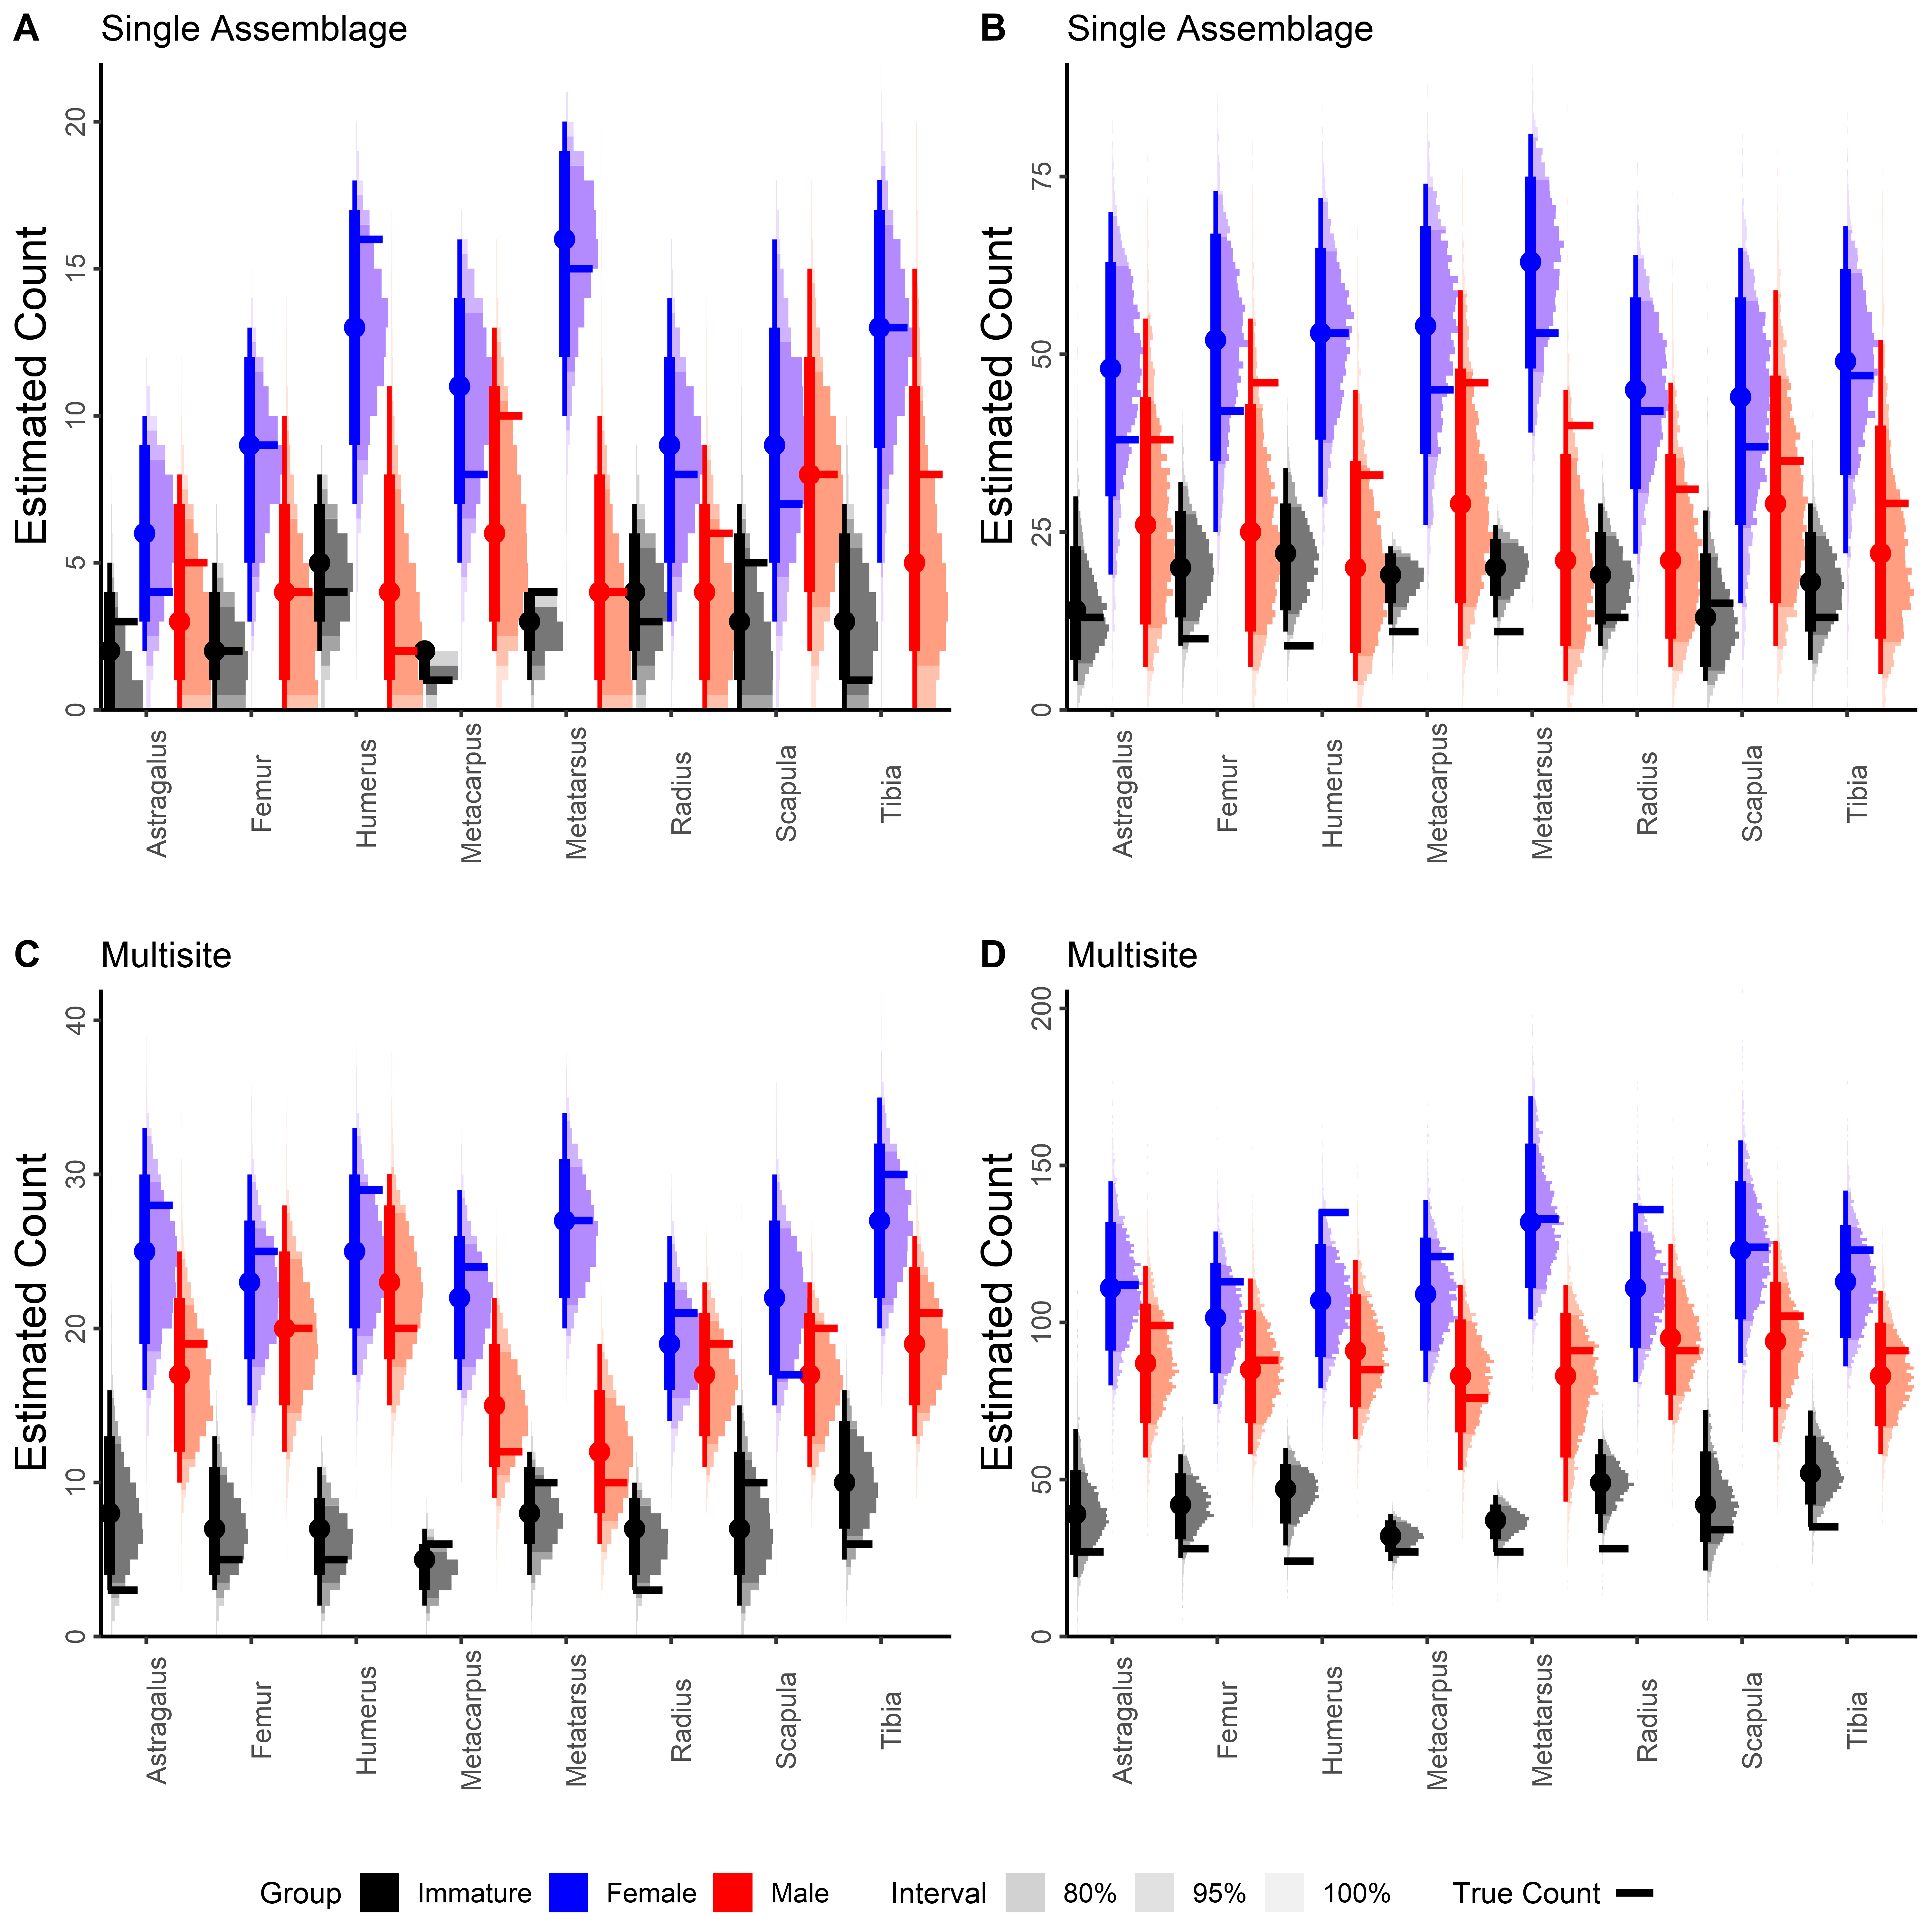 A Single Assemblage
Estimated Count
20
15
10
5
0
Astragalus
Femur
Humerus
Metacarpus
Metatarsus
Radius
Scapula
Tibia
B Single Assemblage
Estimated Count
75
50
25
0
Astragalus
Femur
Humerus
Metacarpus
Metatarsus
Radius
Scapula
Tibia
C Multisite
Estimated Count
40
30
20
10
0
Astragalus
Femur
Humerus
Metacarpus
Metatarsus
Radius
Scapula
Tibia
D Multisite
Estimated Count
200
150
100
50
0
Astragalus
Femur
Humerus
Metacarpus
Metatarsus
Radius
Scapula
Tibia
Group Immature Female Male Interval 80% 95% 100% True Count